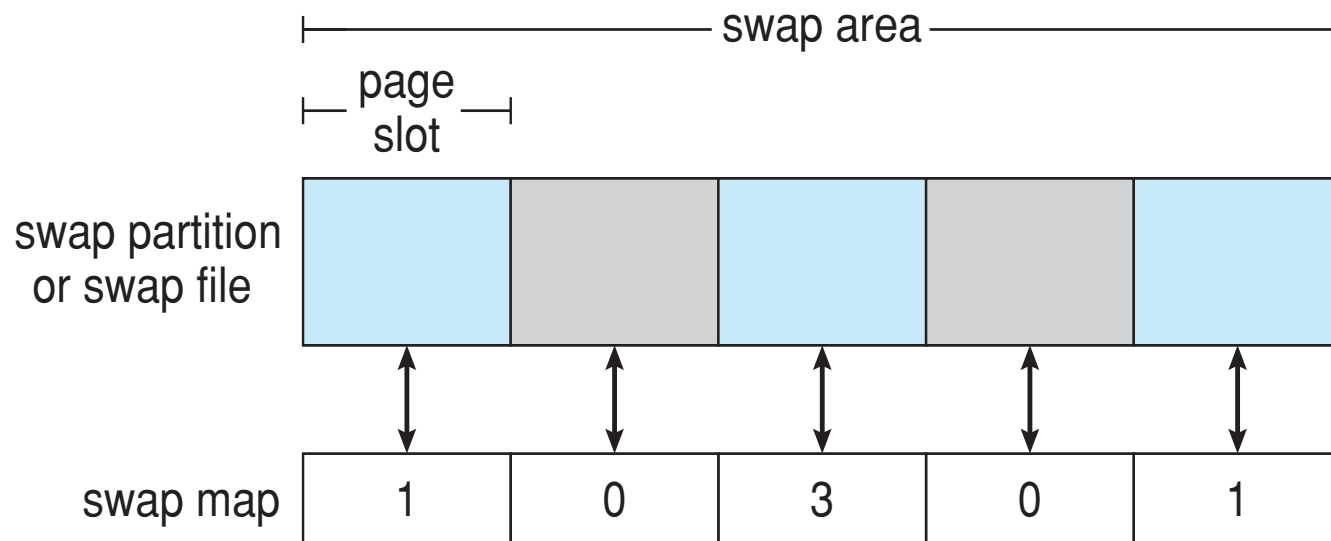 swap area
page
slot
swap partition
or swap file
swap map 1 0 3 0 1